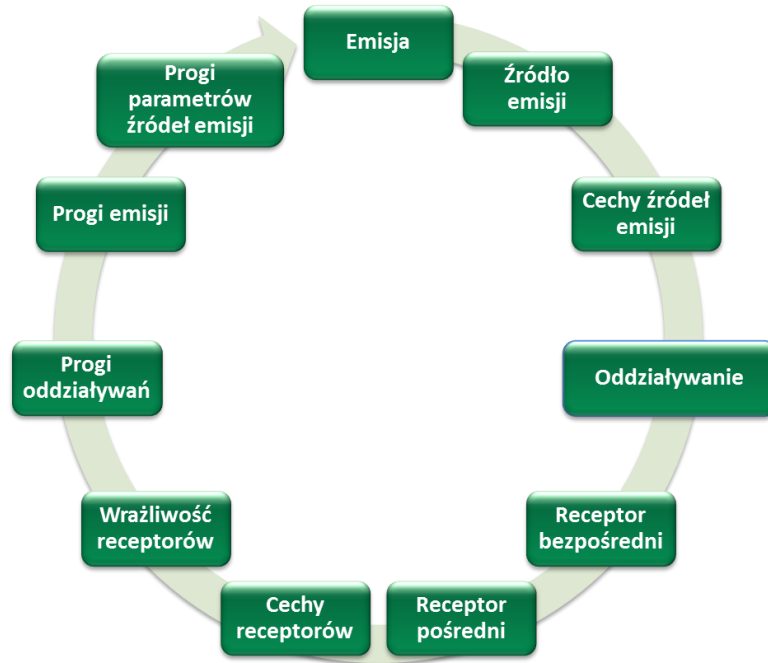 Emisja
Źródło
emisji
Cechy źródeł
emisji
Oddziaływanie
Receptor
bezpośredni
Receptor
pośredni
Cechy
receptorów
Wrażliwość
receptorów
Progi
oddziaływań
Progi emisji
Progi
parametrów
źródeł emisji